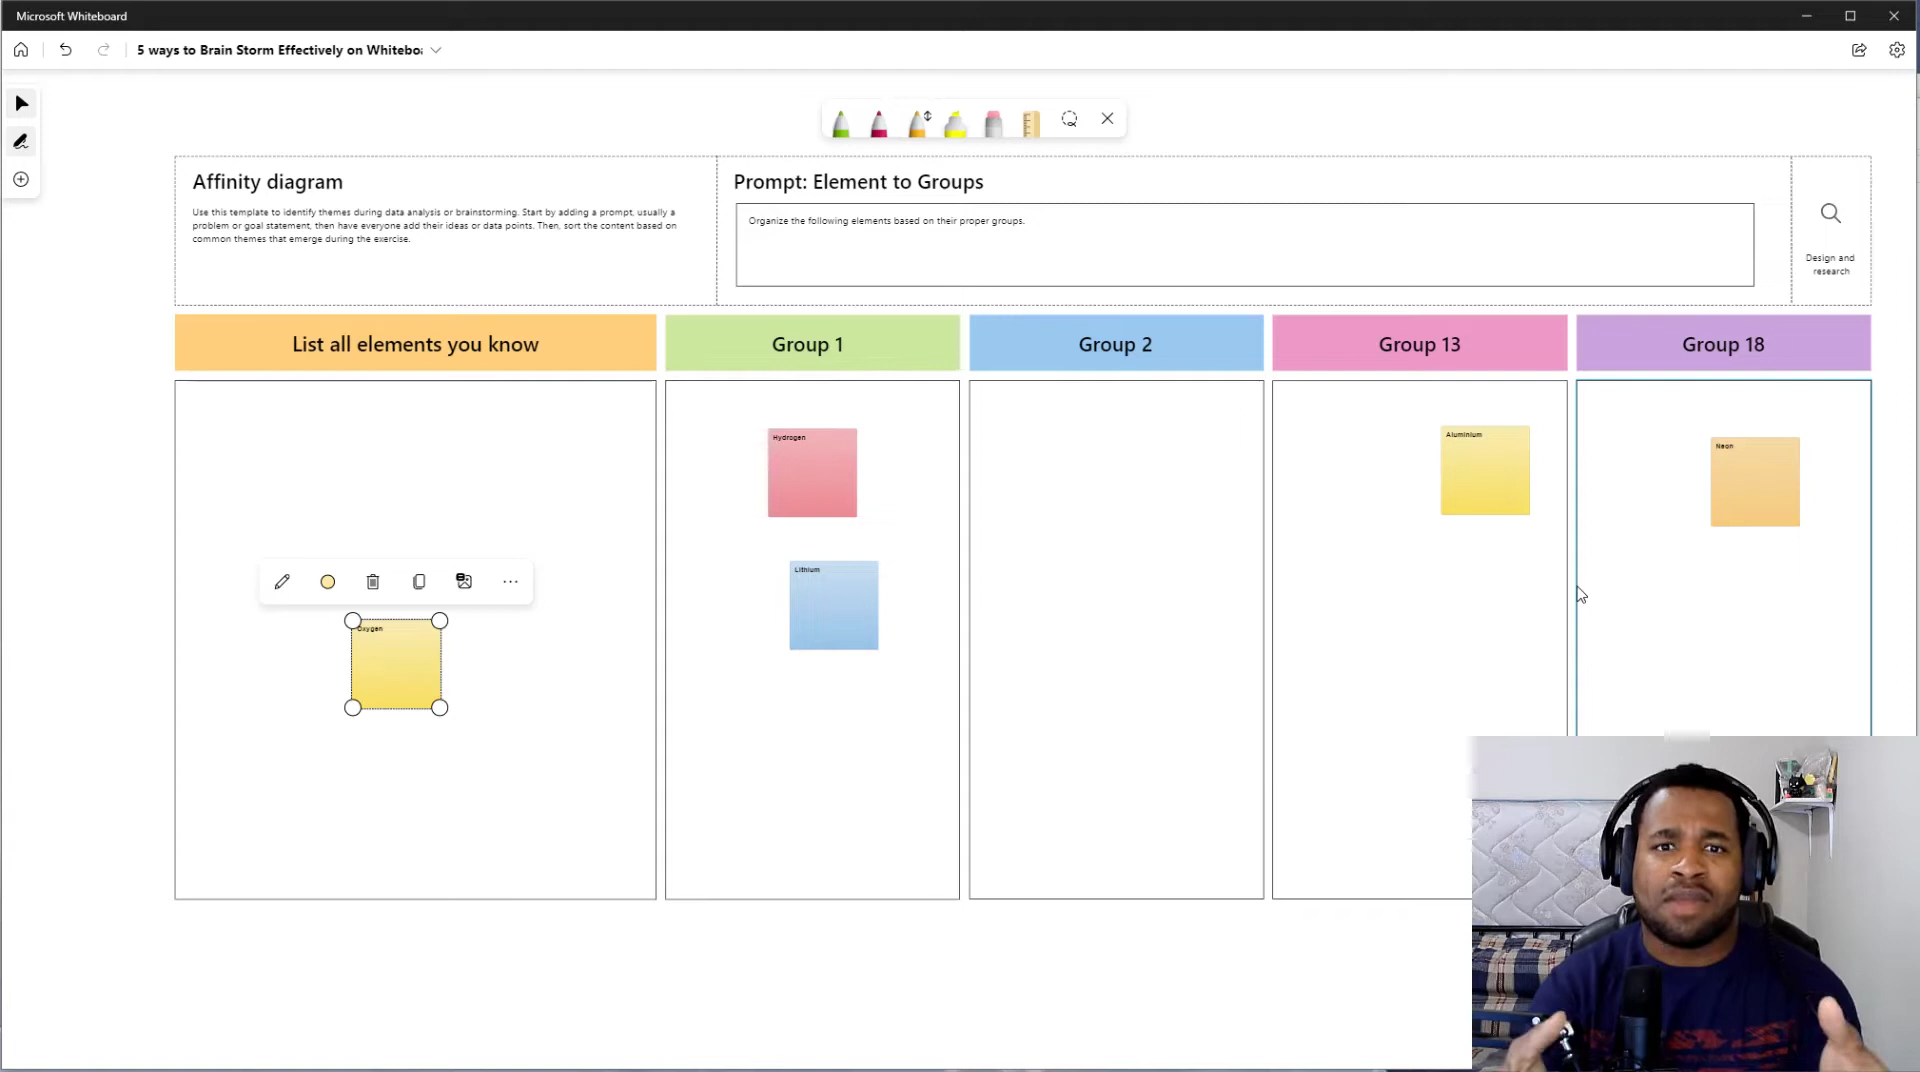 Microsoft Whiteboard
5 ways to Brain Storm Effectively on Whitebo
Affinity diagram
Use this template to identify themes during data analysis or brainstorming. Start by adding a prompt, usually a
problem or goal statement, then have everyone add their ideas or data points. Then, sort the content based on
common themes that emerge during the exercise.
Prompt: Element to Groups
Organize the following elements based on their proper groups.
Design and
research
List all elements you know
Group 1
Group 2
Group 13
Group 18
Hydrogen
Aluminium
Neon
Lithium
Oxygen